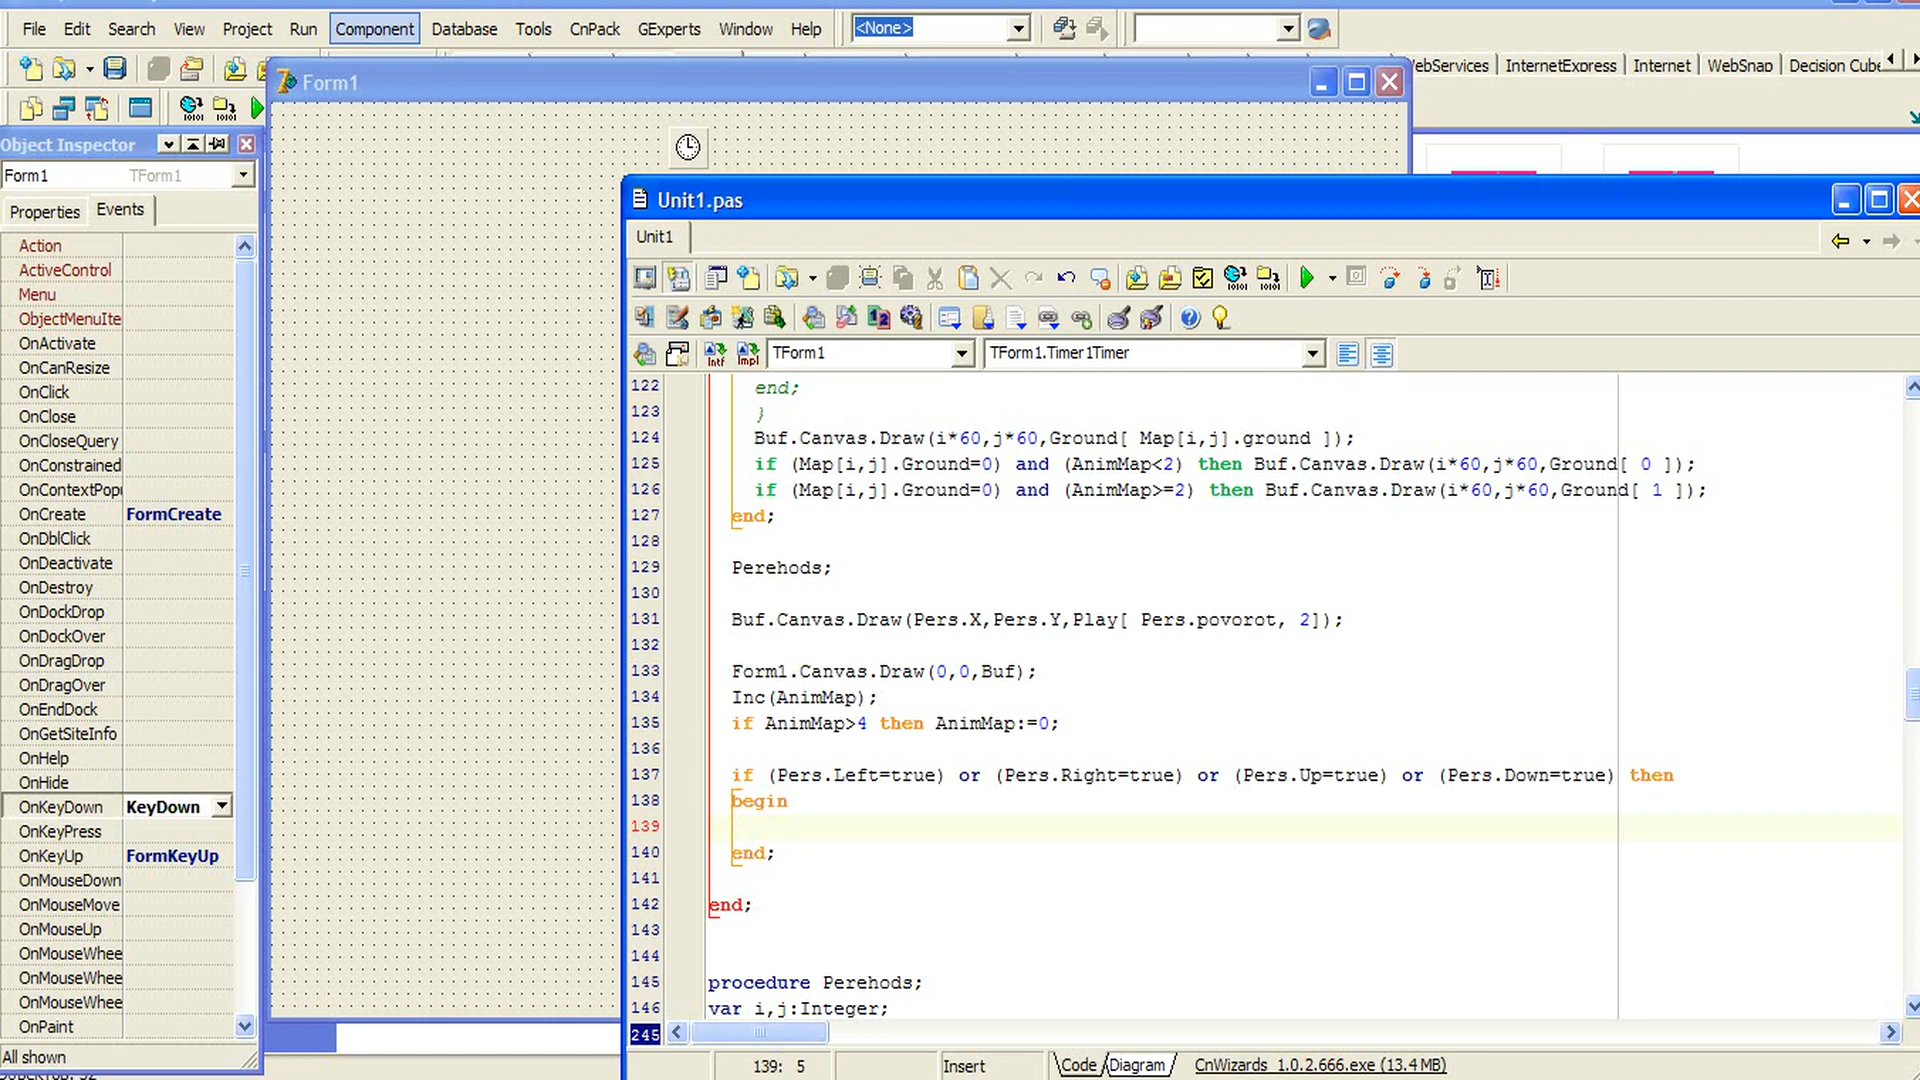 File Edit Search View Project Run Component Database Tools CnPack GExperts Window Help <None>
WebServices InternetExpress Internet WebSnap Decision Cube
Form1
Object Inspector
Form1 TForm1
Properties Events
Action
ActiveControl
Menu
ObjectMenuIte
OnActivate
OnCanResize
OnClick
OnClose
OnCloseQuery
OnConstrained
OnContextPopu
OnCreate FormCreate
OnDblClick
OnDeactivate
OnDestroy
OnDockDrop
OnDockOver
OnDragDrop
OnDragOver
OnEndDock
OnGetSiteInfo
OnHelp
OnHide
OnKeyDown KeyDown
OnKeyPress
OnKeyUp FormKeyUp
OnMouseDown
OnMouseMove
OnMouseUp
OnMouseWhee
OnMouseWhee
OnMouseWhee
OnPaint
All shown
Unit1.pas
Unit1
Intf Impl TForm1 TForm1.Timer1Timer
122 end;
123 }
124 Buf.Canvas.Draw(i*60,j*60,Ground[ Map[i,j].ground ]);
125 if (Map[i,j].Ground=0) and (AnimMap<2) then Buf.Canvas.Draw(i*60,j*60,Ground[ 0 ]);
126 if (Map[i,j].Ground=0) and (AnimMap>=2) then Buf.Canvas.Draw(i*60,j*60,Ground[ 1 ]);
127 end;
128
129 Perehods;
130
131 Buf.Canvas.Draw(Pers.X,Pers.Y,Play[ Pers.povorot, 2]);
132
133 Form1.Canvas.Draw(0,0,Buf);
134 Inc(AnimMap);
135 if AnimMap>4 then AnimMap:=0;
136
137 if (Pers.Left=true) or (Pers.Right=true) or (Pers.Up=true) or (Pers.Down=true) then
138 begin
139
140 end;
141
142 end;
143
144
145 procedure Perehods;
146 var i,j:Integer;
245
139: 5 Insert Code Diagram CnWizards_1.0.2.666.exe (13.4 MB)